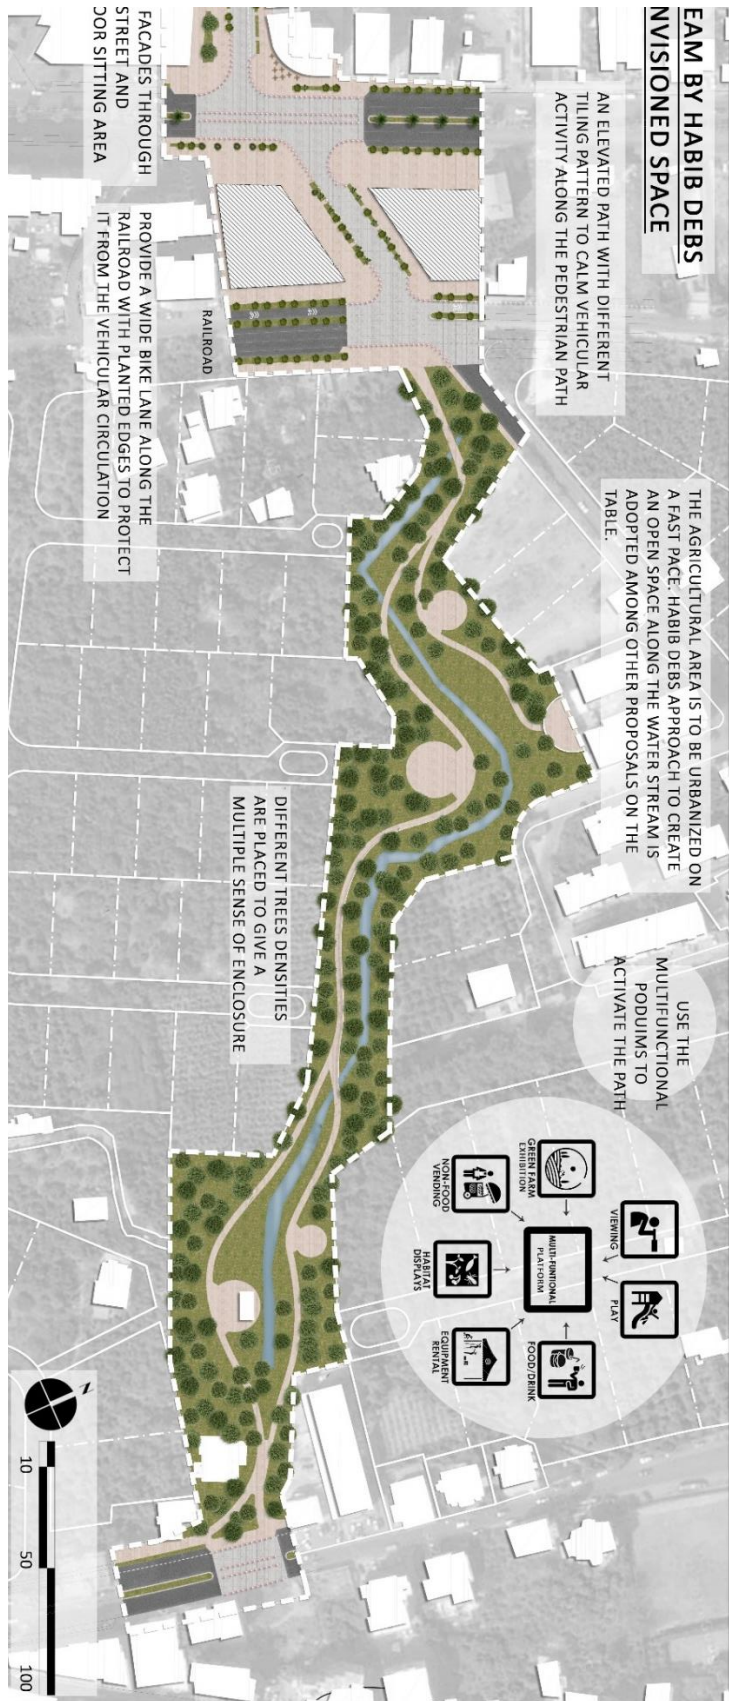 EAM BY HABIB DEBS
NVISIONED SPACE
AN ELEVATED PATH WITH DIFFERENT
TILING PATTERN TO CALM VEHICULAR
ACTIVITY ALONG THE PEDESTRIAN PATH
FACADES THROUGH
STREET AND
OOR SITTING AREA
PROVIDE A WIDE BIKE LANE ALONG THE
RAILROAD WITH PLANTED EDGES TO PROTECT
IT FROM THE VEHICULAR CIRCULATION
RAILROAD
THE AGRICULTURAL AREA IS TO BE URBANIZED ON
A FAST PACE. HABIB DEBS APPROACH TO CREATE
AN OPEN SPACE ALONG THE WATER STREAM IS
ADOPTED AMONG OTHER PROPOSALS ON THE
TABLE.
DIFFERENT TREES DENSITIES
ARE PLACED TO GIVE A
MULTIPLE SENSE OF ENCLOSURE
USE THE
MULTIFUNCTIONAL
PODUIMS TO
ACTIVATE THE PATH
VIEWING
PLAY
GREEN FARM
EXHIBITION
MULTI-FUNTIONAL
PLATFORM
FOOD/DRINK
NON-FOOD
VENDING
HABITAT
DISPLAYS
EQUIPMENT
RENTAL
N
10
50
100